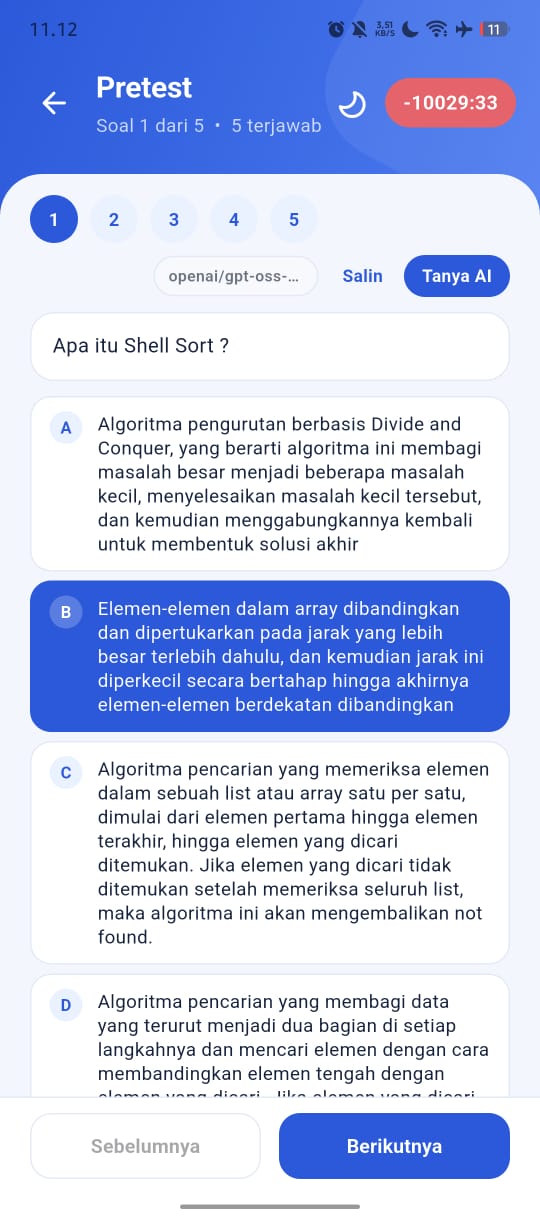 11.12
3,51
KB/S
11
Pretest
Soal 1 dari 5 • 5 terjawab
-10029:33
1 2 3 4 5
openai/gpt-oss-... Salin Tanya AI
Apa itu Shell Sort ?
A
Algoritma pengurutan berbasis Divide and
Conquer, yang berarti algoritma ini membagi
masalah besar menjadi beberapa masalah
kecil, menyelesaikan masalah kecil tersebut,
dan kemudian menggabungkannya kembali
untuk membentuk solusi akhir
B
Elemen-elemen dalam array dibandingkan
dan dipertukarkan pada jarak yang lebih
besar terlebih dahulu, dan kemudian jarak ini
diperkecil secara bertahap hingga akhirnya
elemen-elemen berdekatan dibandingkan
C
Algoritma pencarian yang memeriksa elemen
dalam sebuah list atau array satu per satu,
dimulai dari elemen pertama hingga elemen
terakhir, hingga elemen yang dicari
ditemukan. Jika elemen yang dicari tidak
ditemukan setelah memeriksa seluruh list,
maka algoritma ini akan mengembalikan not
found.
D
Algoritma pencarian yang membagi data
yang terurut menjadi dua bagian di setiap
langkahnya dan mencari elemen dengan cara
membandingkan elemen tengah dengan
elemen yang dicari. Jika elemen yang dicari
Sebelumnya
Berikutnya